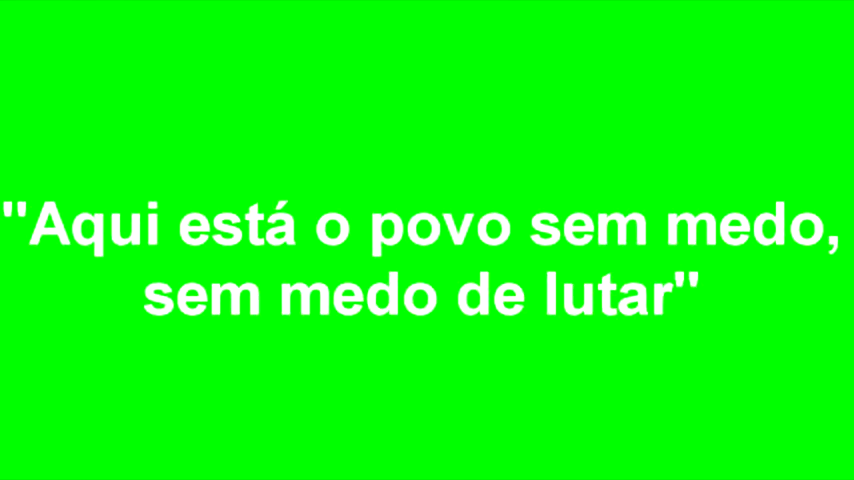 "Aqui está o povo sem medo,
sem medo de lutar"